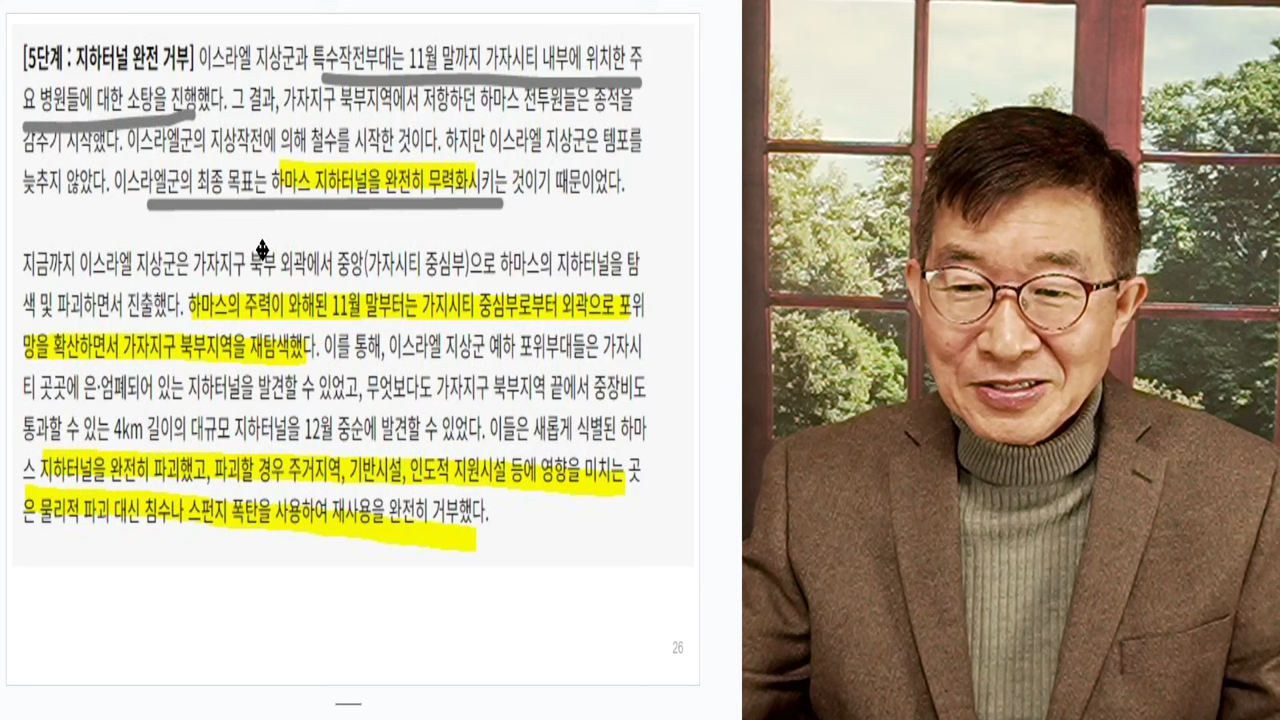 [5단계 : 지하터널 완전 거부] 이스라엘 지상군과 특수작전부대는 11월 말까지 가자시티 내부에 위치한 주
요 병원들에 대한 소탕을 진행했다. 그 결과, 가자지구 북부지역에서 저항하던 하마스 전투원들은 종적을
감추기 시작했다. 이스라엘군의 지상작전에 의해 철수를 시작한 것이다. 하지만 이스라엘 지상군은 템포를
늦추지 않았다. 이스라엘군의 최종 목표는 하마스 지하터널을 완전히 무력화시키는 것이기 때문이었다.
지금까지 이스라엘 지상군은 가자지구 북부 외곽에서 중앙(가자시티 중심부)으로 하마스의 지하터널을 탐
색 및 파괴하면서 진출했다. 하마스의 주력이 와해된 11월 말부터는 가지시티 중심부로부터 외곽으로 포위
망을 확산하면서 가자지구 북부지역을 재탐색했다. 이를 통해, 이스라엘 지상군 예하 포위부대들은 가자시
티 곳곳에 은·엄폐되어 있는 지하터널을 발견할 수 있었고, 무엇보다도 가자지구 북부지역 끝에서 중장비도
통과할 수 있는 4km 길이의 대규모 지하터널을 12월 중순에 발견할 수 있었다. 이들은 새롭게 식별된 하마
스 지하터널을 완전히 파괴했고, 파괴할 경우 주거지역, 기반시설, 인도적 지원시설 등에 영향을 미치는 곳
은 물리적 파괴 대신 침수나 스펀지 폭탄을 사용하여 재사용을 완전히 거부했다.
26